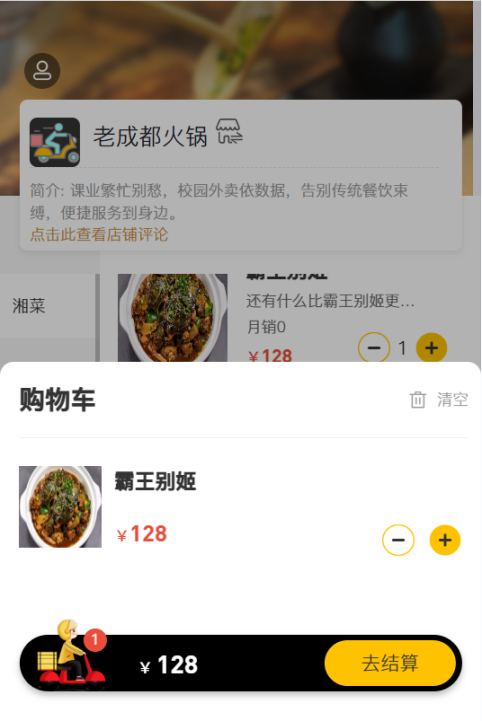 老成都火锅
简介: 课业繁忙别愁，校园外卖依数据，告别传统餐饮束
缚，便捷服务到身边。
点击此查看店铺评论
湘菜
霸王别姬
还有什么比霸王别姬更...
月销0
￥128
1
购物车
清空
霸王别姬
￥128
1
￥128
去结算